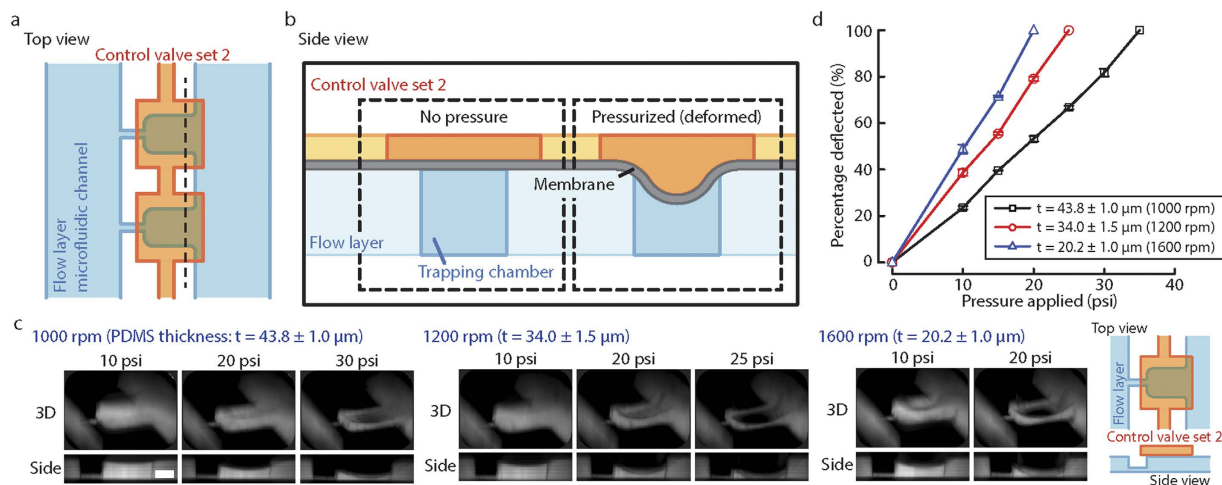 a
Top view
Control valve set 2
Flow layer
microfluidic channel
b
Side view
Control valve set 2
No pressure
Pressurized (deformed)
Membrane
Flow layer
Trapping chamber
d
Percentage deflected (%)
100
80
60
40
20
0
t = 43.8 ± 1.0 µm (1000 rpm)
t = 34.0 ± 1.5 µm (1200 rpm)
t = 20.2 ± 1.0 µm (1600 rpm)
0 10 20 30 40
Pressure applied (psi)
c
1000 rpm (PDMS thickness: t = 43.8 ± 1.0 µm)
10 psi 20 psi 30 psi
3D
Side
1200 rpm (t = 34.0 ± 1.5 µm)
10 psi 20 psi 25 psi
3D
Side
1600 rpm (t = 20.2 ± 1.0 µm)
10 psi 20 psi
3D
Side
Top view
Flow layer
Control valve set 2
Side view